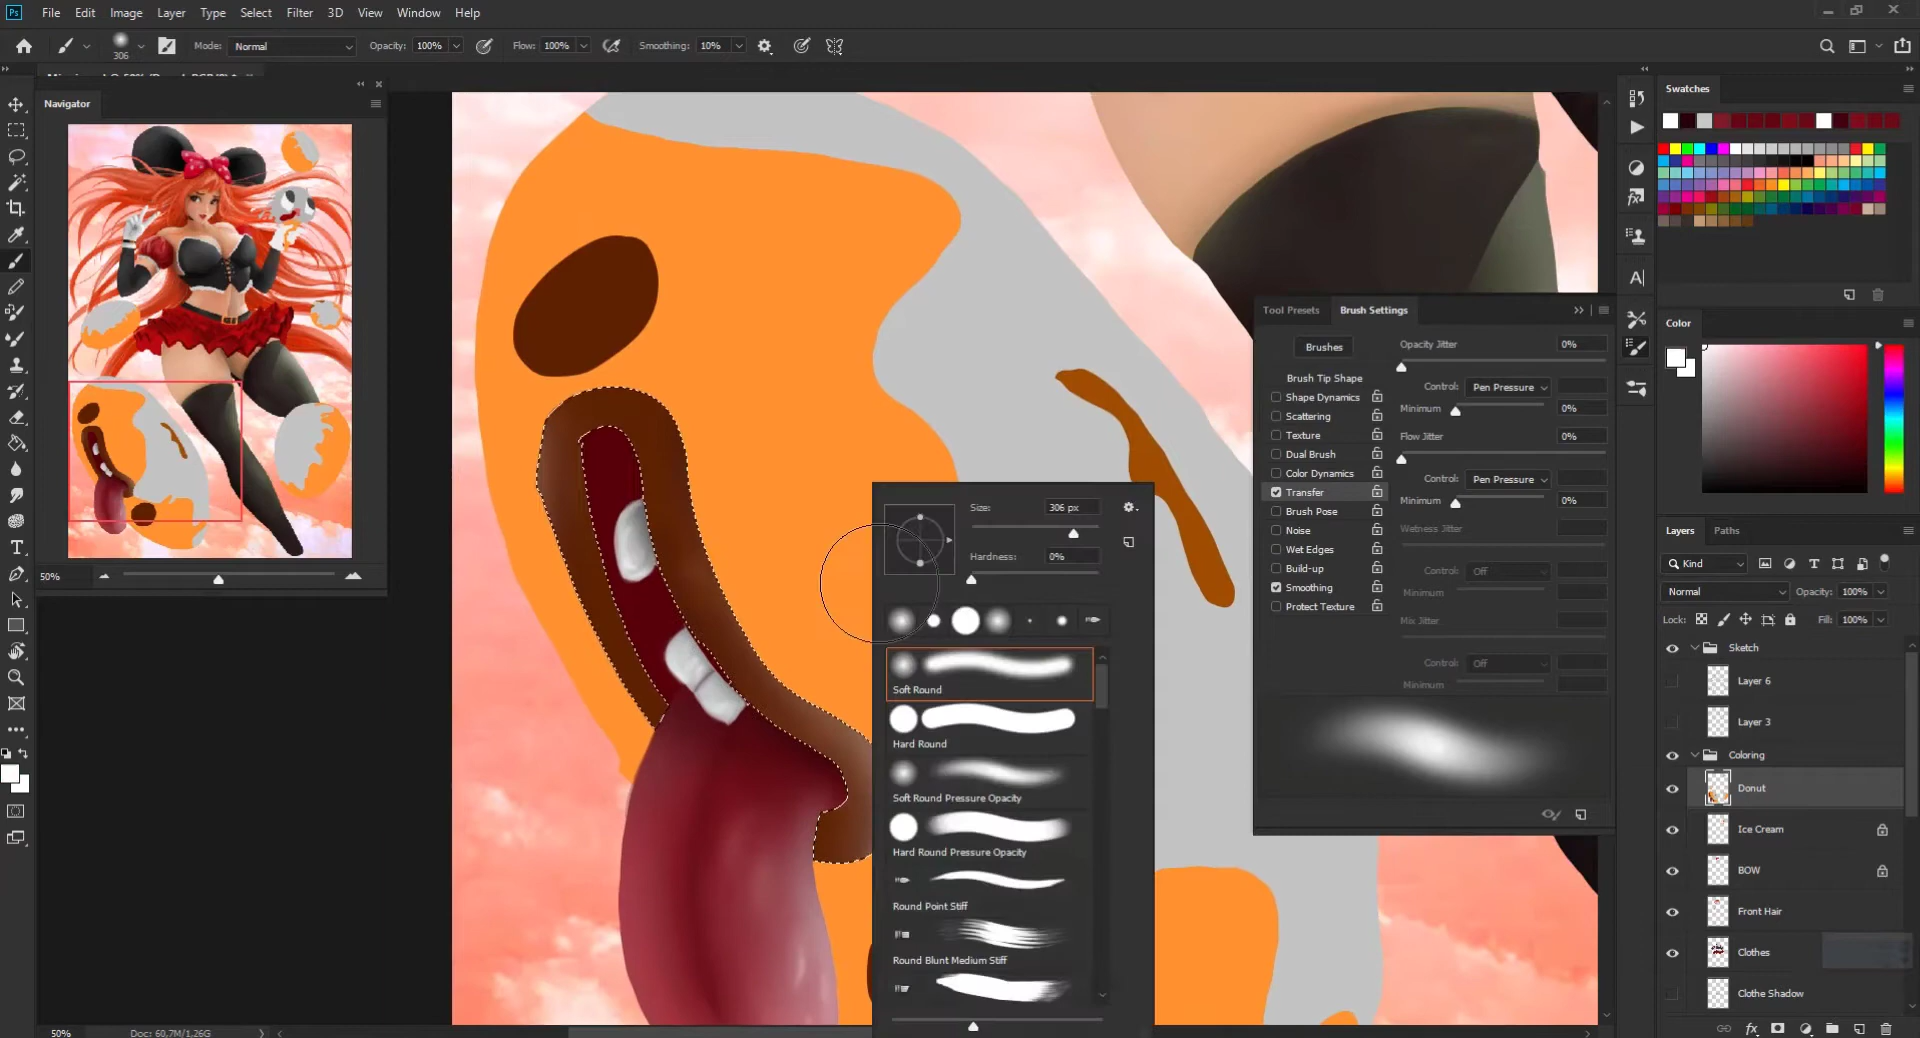 Ps File Edit Image Layer Type Select Filter 3D View Window Help
306 Mode: Normal Opacity: 100% Flow: 100% Smoothing: 10%
Navigator
50%
Size: 306 px
Hardness: 0%
Soft Round
Hard Round
Soft Round Pressure Opacity
Hard Round Pressure Opacity
Round Point Stiff
Round Blunt Medium Stiff
Tool Presets Brush Settings
Brushes
Brush Tip Shape
Shape Dynamics
Scattering
Texture
Dual Brush
Color Dynamics
Transfer
Brush Pose
Noise
Wet Edges
Build-up
Smoothing
Protect Texture
Opacity Jitter 0%
Control: Pen Pressure
Minimum 0%
Flow Jitter 0%
Control: Pen Pressure
Minimum 0%
Wetness Jitter
Control: Off
Minimum
Mix Jitter
Control: Off
Minimum
Swatches
Color
Layers Paths
Kind
Normal Opacity: 100%
Lock: Fill: 100%
Sketch
Layer 6
Layer 3
Coloring
Donut
Ice Cream
BOW
Front Hair
Clothes
Clothe Shadow
50% Doc: 60,7M/1,26G